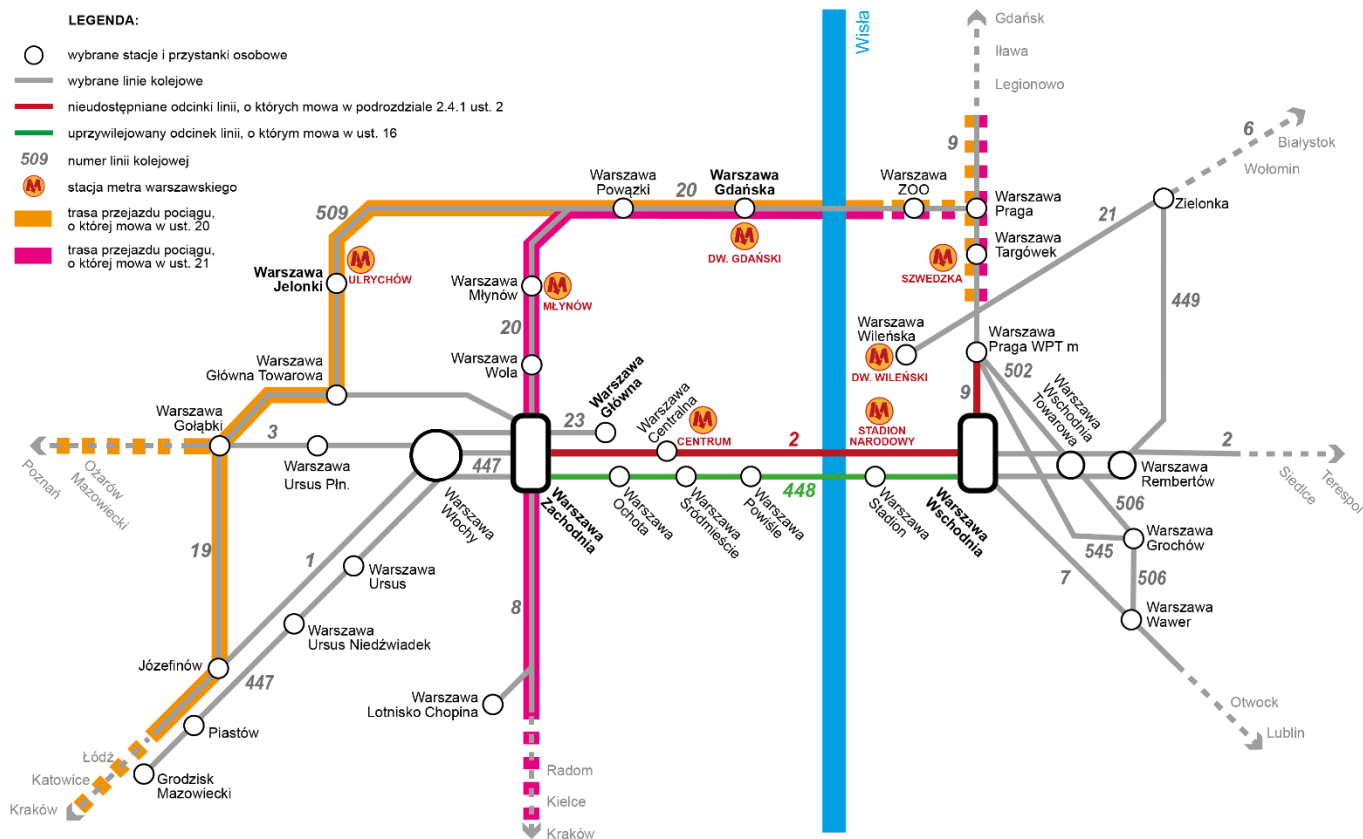 LEGENDA:
wybrane stacje i przystanki osobowe
wybrane linie kolejowe
nieudostępniane odcinki linii, o których mowa w podrozdziale 2.4.1 ust. 2
uprzywilejowany odcinek linii, o którym mowa w ust. 16
509 numer linii kolejowej
stacja metra warszawskiego
trasa przejazdu pociągu,
o której mowa w ust. 20
trasa przejazdu pociągu,
o której mowa w ust. 21
Wisła
Gdańsk
Iława
Legionowo
9
6
Białystok
Wołomin
Zielonka
21
449
509
Warszawa
Powązki
Warszawa
Gdańska
20
DW. GDAŃSKI
Warszawa
ZOO
Warszawa
Praga
Warszawa
Targówek
SZWEDZKA
Warszawa
Jelonki
ULRYCHÓW
Warszawa
Młynów
MŁYNÓW
20
Warszawa
Wola
Warszawa
Wileńska
DW. WILEŃSKI
Warszawa
Praga WPT m
502
9
Warszawa
Wschodnia
Towarowa
Warszawa
Główna Towarowa
Warszawa
Gołąbki
3
Warszawa
Ursus Płn.
Poznań
Ożarów
Mazowiecki
23
Warszawa
Główna
Warszawa
Centralna
CENTRUM
2
STADION
NARODOWY
2
Siedlce
Terespol
447
Warszawa
Włochy
Warszawa
Zachodnia
Warszawa
Ochota
Warszawa
Śródmieście
Warszawa
Powiśle
448
Warszawa
Stadion
Warszawa
Wschodnia
Warszawa
Rembertów
506
Warszawa
Grochów
545
506
7
Warszawa
Wawer
Otwock
Lublin
19
1
Warszawa
Ursus
Warszawa
Ursus Niedźwiadek
8
Józefinów
447
Warszawa
Lotnisko Chopina
Piastów
Grodzisk
Mazowiecki
Łódź
Katowice
Kraków
Radom
Kielce
Kraków